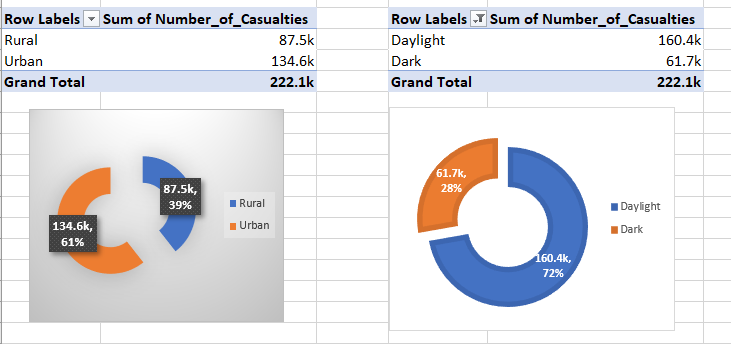 Row Labels Sum of Number_of_Casualties
Rural 87.5k
Urban 134.6k
Grand Total 222.1k
87.5k,
39%
134.6k,
61%
Rural
Urban
Row Labels Sum of Number_of_Casualties
Daylight 160.4k
Dark 61.7k
Grand Total 222.1k
61.7k,
28%
160.4k,
72%
Daylight
Dark